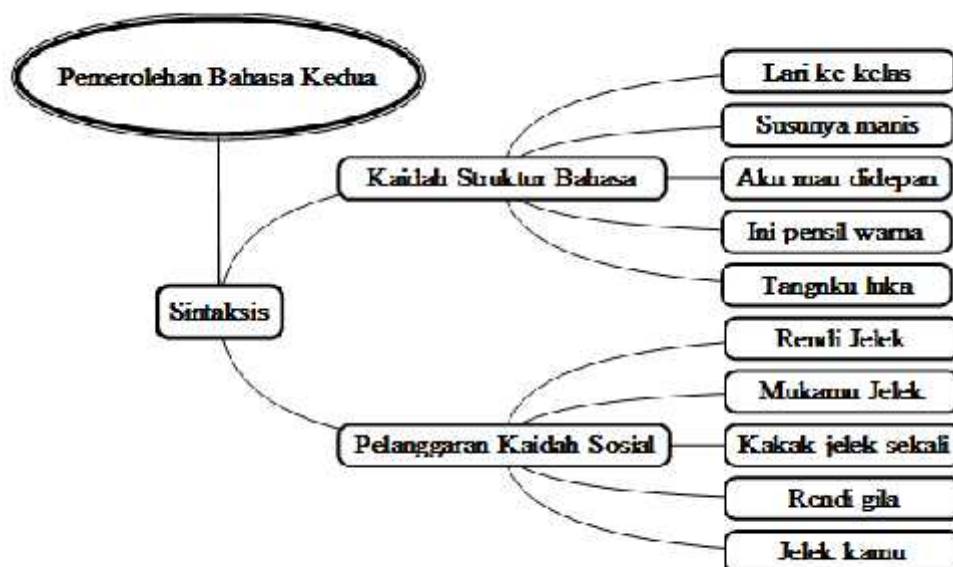 Pemerolehan Bahasa Kedua
Lari ke kelas
Susunya manis
Kaidah Struktur Bahasa
Aku mau didepan
Ini pensil warna
Tangnku luka
Sintaksis
Rendi Jelek
Mukamu Jelek
Pelanggaran Kaidah Sosial
Kakak jelek sekali
Rendi gila
Jelek kamu